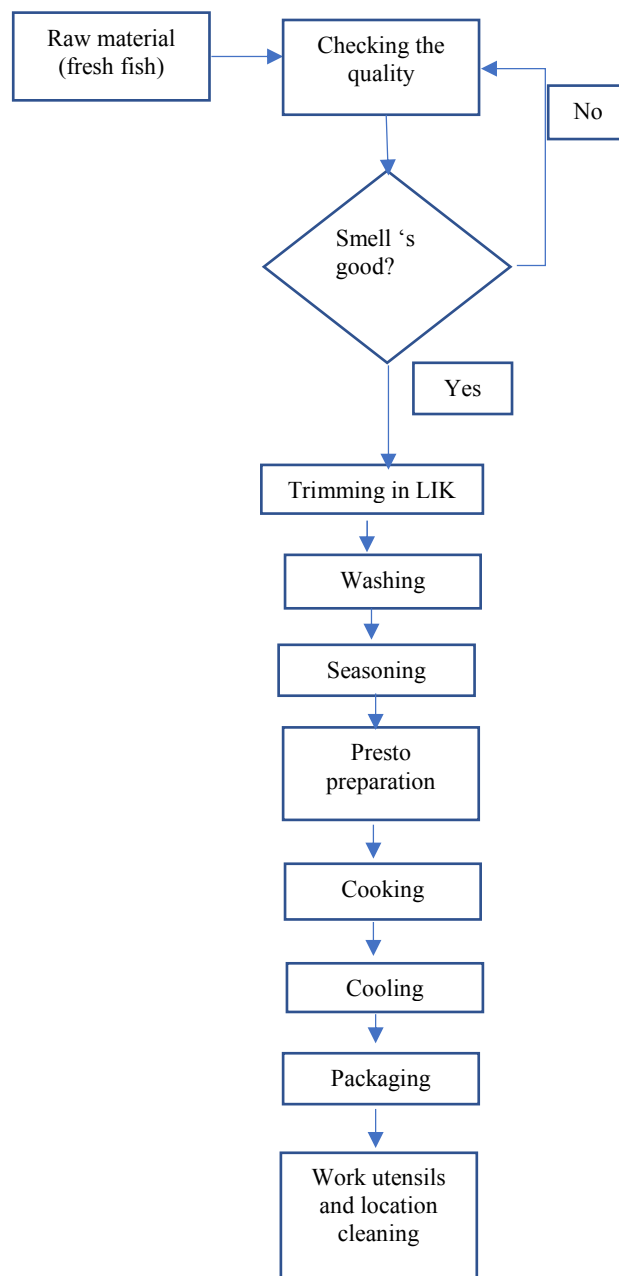 Raw material
(fresh fish)
Checking the
quality
No
Smell ‘s
good?
Yes
Trimming in LIK
Washing
Seasoning
Presto
preparation
Cooking
Cooling
Packaging
Work utensils
and location
cleaning